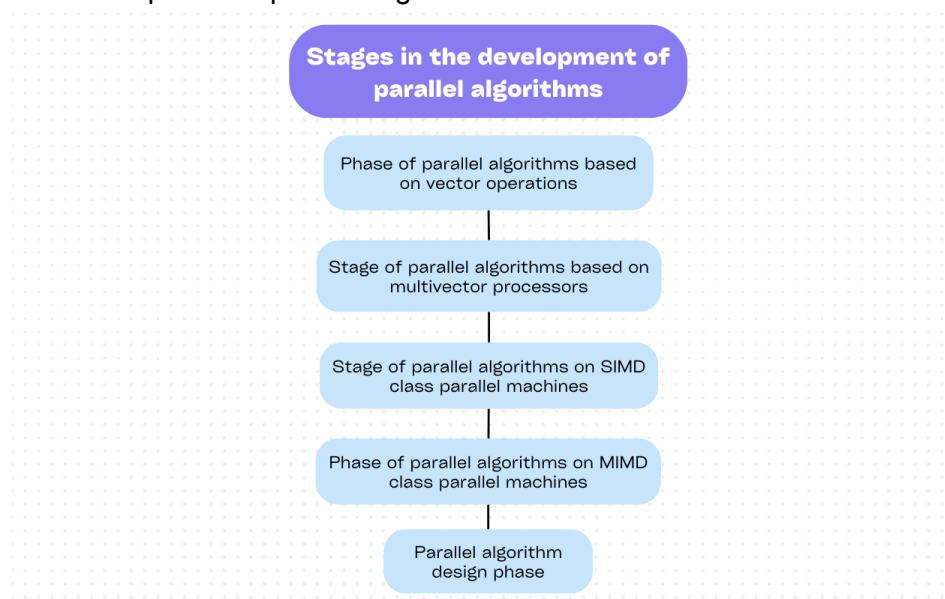 Stages in the development of
parallel algorithms
Phase of parallel algorithms based
on vector operations
Stage of parallel algorithms based on
multivector processors
Stage of parallel algorithms on SIMD
class parallel machines
Phase of parallel algorithms on MIMD
class parallel machines
Parallel algorithm
design phase